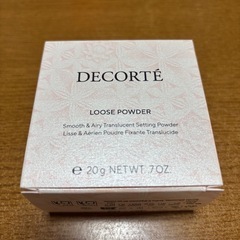 DECORTÉ
LOOSE POWDER
Smooth & Airy Translucent Setting Powder
Lisse & Aérien Poudre Fixante Translucide
℮ 20g NET WT. .7 OZ.